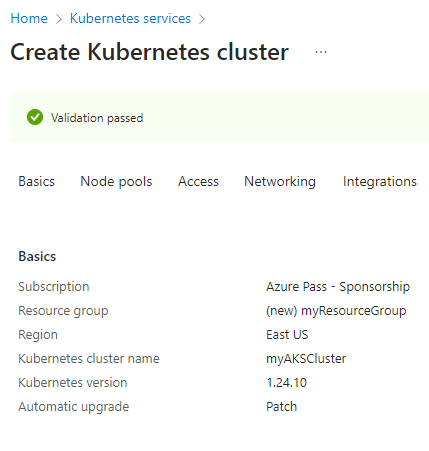 Home > Kubernetes services >
Create Kubernetes cluster ...
Validation passed
Basics Node pools Access Networking Integrations
Basics
Subscription Azure Pass - Sponsorship
Resource group (new) myResourceGroup
Region East US
Kubernetes cluster name myAKSCluster
Kubernetes version 1.24.10
Automatic upgrade Patch